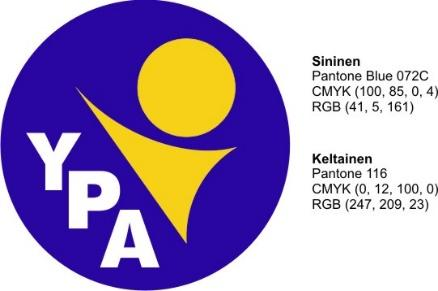 YPA
Sininen
Pantone Blue 072C
CMYK (100, 85, 0, 4)
RGB (41, 5, 161)
Keltainen
Pantone 116
CMYK (0, 12, 100, 0)
RGB (247, 209, 23)